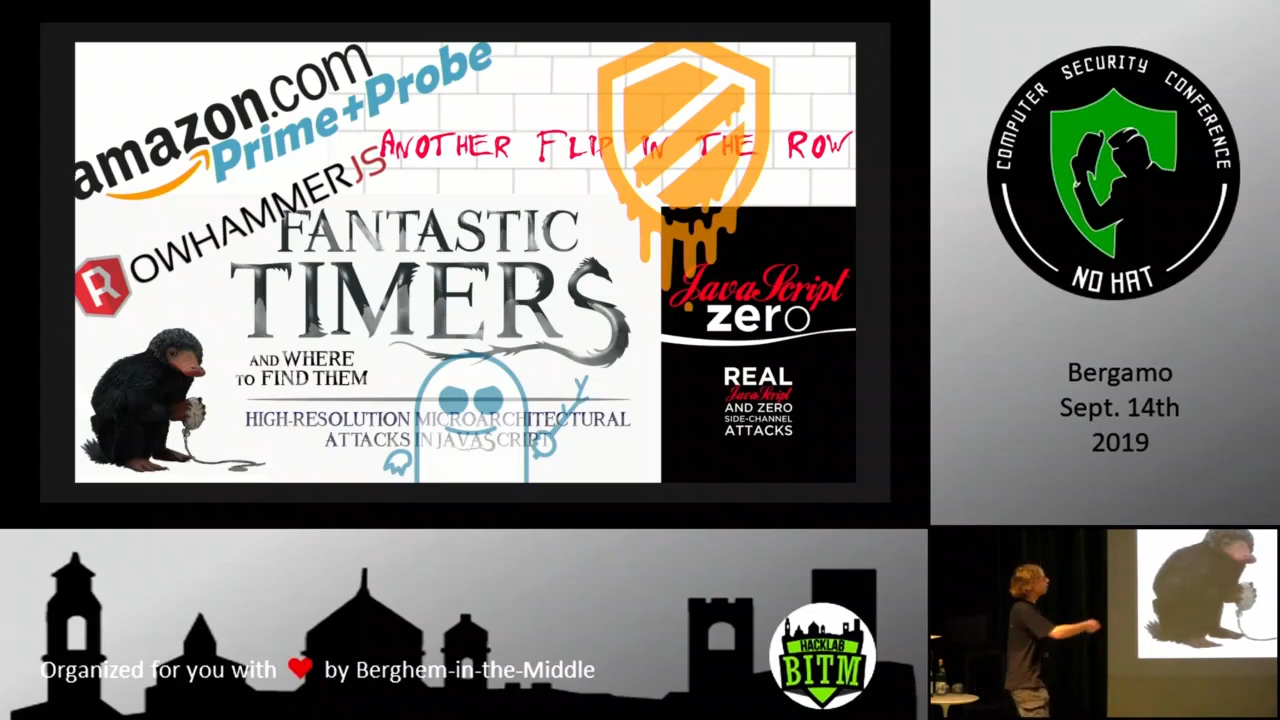 amazon.com
Prime+Probe
ANOTHER FLIP IN THE ROW
R
ROWHAMMERJS
FANTASTIC
TIMERS
AND WHERE
TO FIND THEM
HIGH-RESOLUTION MICROARCHITECTURAL
ATTACKS IN JAVASCRIPT
JavaScript
zero
REAL
JavaScript
AND ZERO
SIDE-CHANNEL
ATTACKS
COMPUTER SECURITY CONFERENCE
NO HAT
Bergamo
Sept. 14th
2019
Organized for you with ❤ by Berghem-in-the-Middle
HACKLAB
BITM